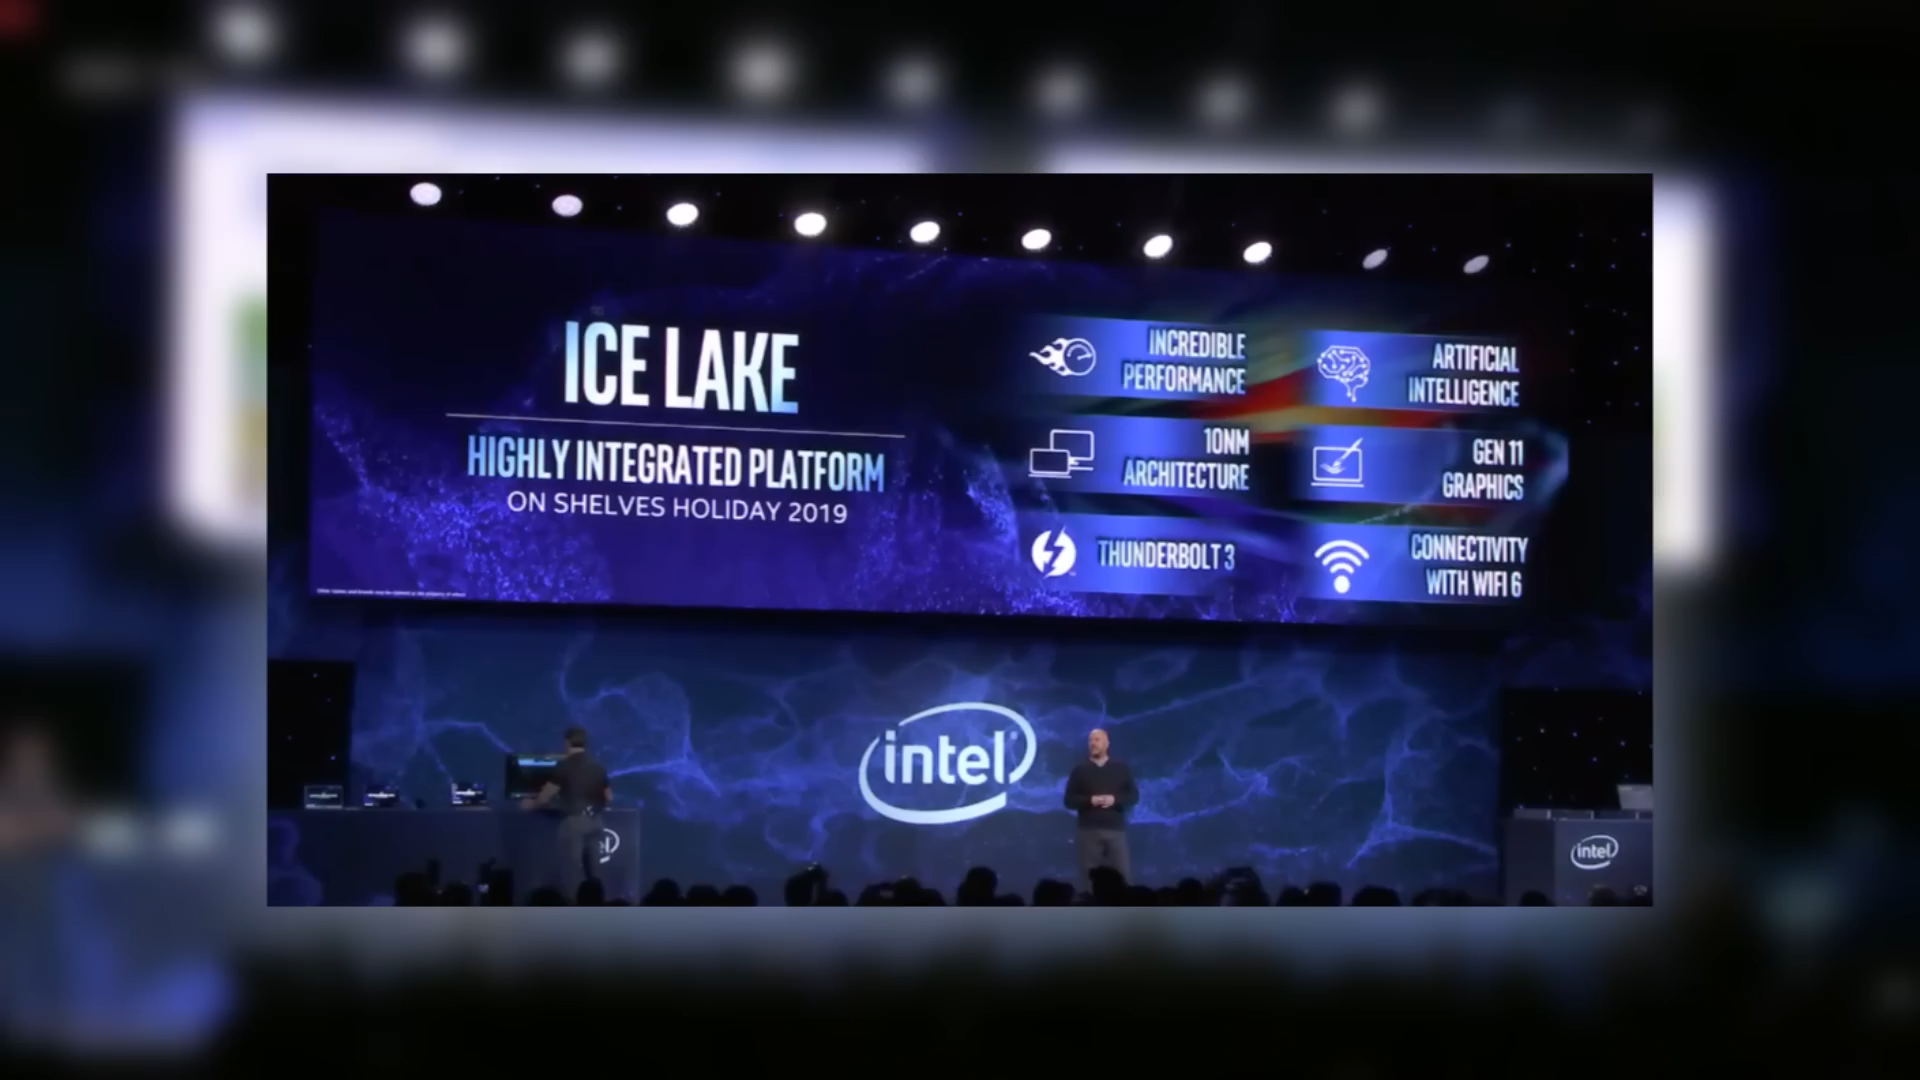 ICE LAKE
HIGHLY INTEGRATED PLATFORM
ON SHELVES HOLIDAY 2019
INCREDIBLE
PERFORMANCE
ARTIFICIAL
INTELLIGENCE
10NM
ARCHITECTURE
GEN 11
GRAPHICS
THUNDERBOLT 3
CONNECTIVITY
WITH WIFI 6
intel
intel